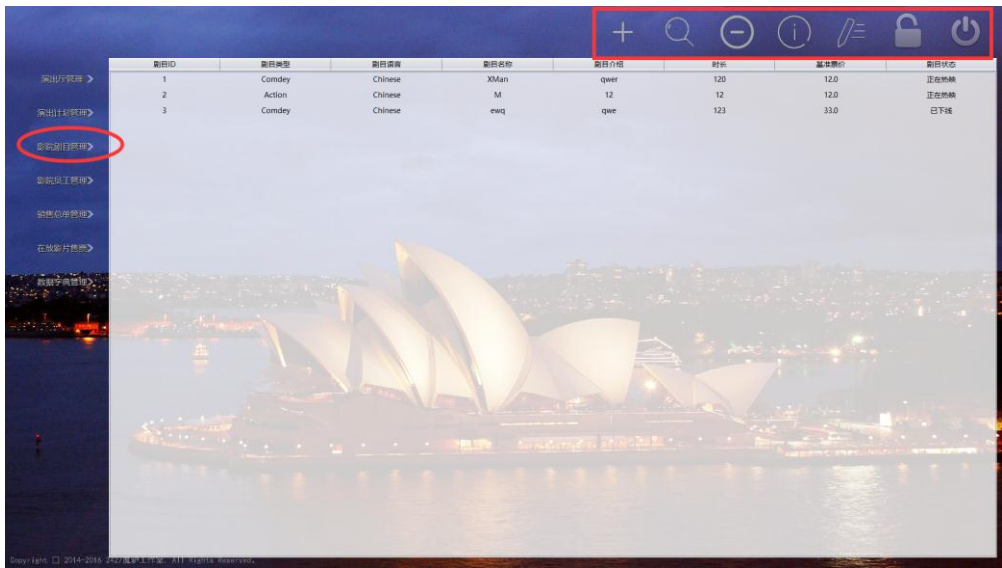 剧目ID 剧目类型 剧目语言 剧目名称 剧目介绍 时长 基准票价 剧目状态
1 Comdey Chinese XMan qwer 120 12.0 正在热映
2 Action Chinese M 12 12 12.0 正在热映
3 Comdey Chinese ewq qwe 123 33.0 已下线
演出厅管理
演出计划管理
影院剧目管理
影院员工管理
销售总单管理
在放影片售票
数据字典管理
Copyright 2014-2016 All Rights Reserved.